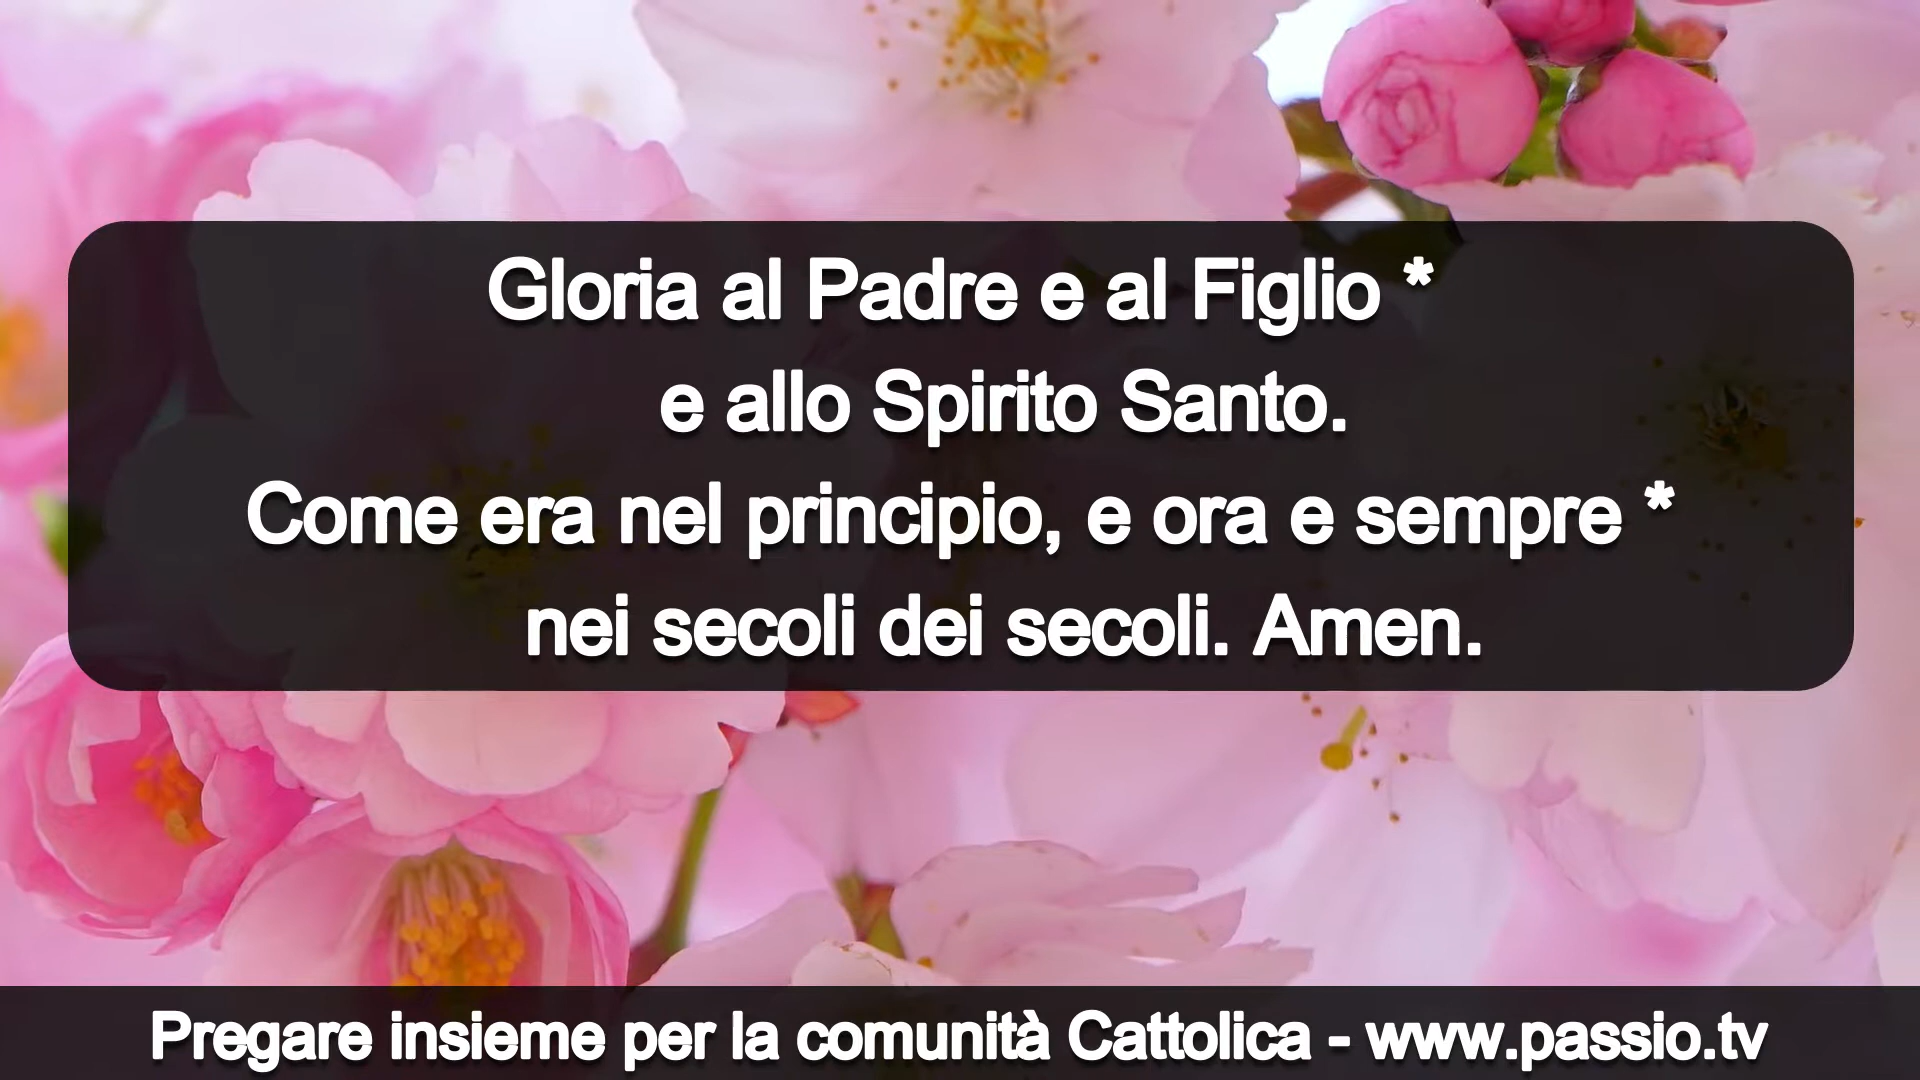 Gloria al Padre e al Figlio *
e allo Spirito Santo.
Come era nel principio, e ora e sempre *
nei secoli dei secoli. Amen.
Pregare insieme per la comunità Cattolica - www.passio.tv